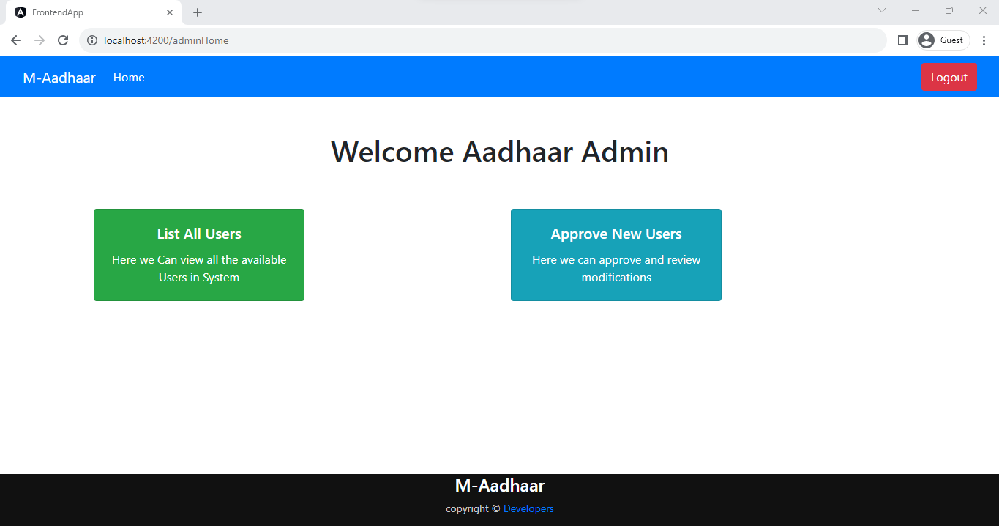 FrontendApp
localhost:4200/adminHome
Guest
M-Aadhaar Home Logout
Welcome Aadhaar Admin
List All Users
Here we Can view all the available
Users in System
Approve New Users
Here we can approve and review
modifications
M-Aadhaar
copyright © Developers